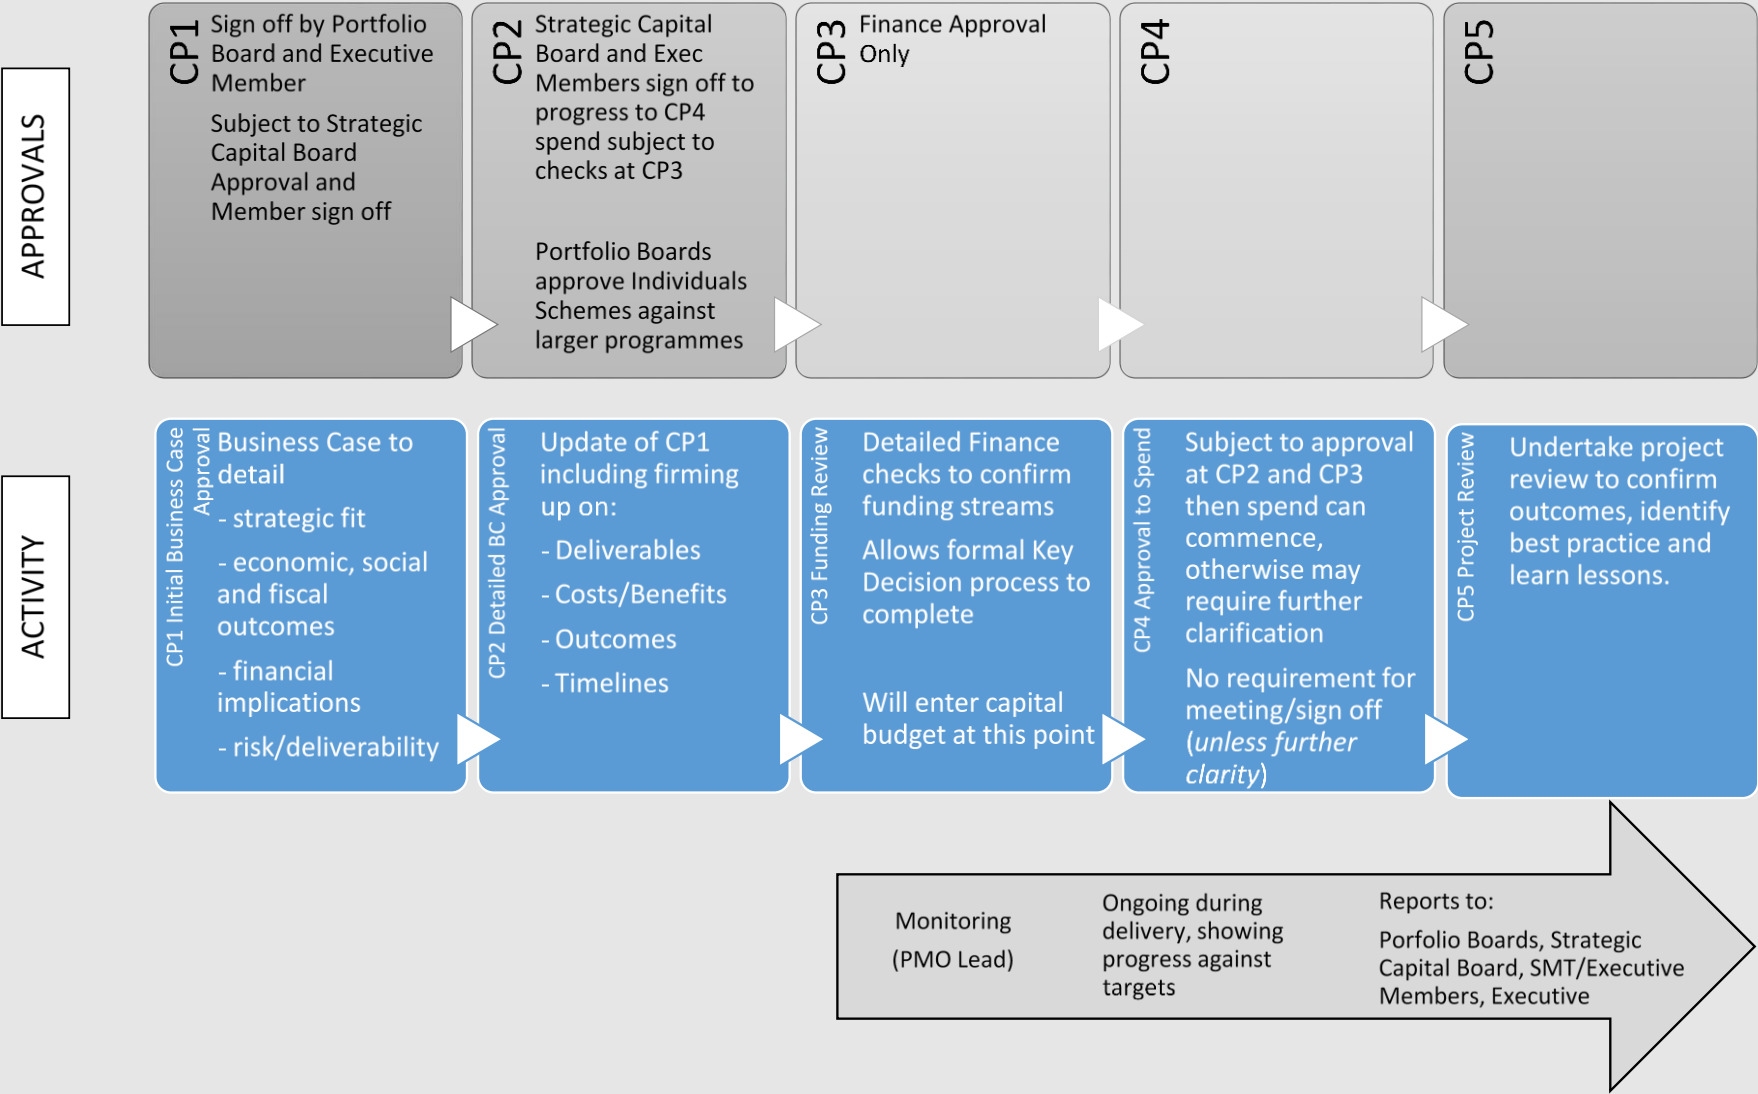 APPROVALS
CP1
Sign off by Portfolio
Board and Executive
Member
Subject to Strategic
Capital Board
Approval and
Member sign off
CP2
Strategic Capital
Board and Exec
Members sign off to
progress to CP4
spend subject to
checks at CP3
Portfolio Boards
approve Individuals
Schemes against
larger programmes
CP3
Finance Approval
Only
CP4
CP5
ACTIVITY
CP1 Initial Business Case
Approval
Business Case to
detail
- strategic fit
- economic, social
and fiscal
outcomes
- financial
implications
- risk/deliverability
CP2 Detailed BC Approval
Update of CP1
including firming
up on:
- Deliverables
- Costs/Benefits
- Outcomes
- Timelines
CP3 Funding Review
Detailed Finance
checks to confirm
funding streams
Allows formal Key
Decision process to
complete
Will enter capital
budget at this point
CP4 Approval to Spend
Subject to approval
at CP2 and CP3
then spend can
commence,
otherwise may
require further
clarification
No requirement for
meeting/sign off
(unless further
clarity)
CP5 Project Review
Undertake project
review to confirm
outcomes, identify
best practice and
learn lessons.
Monitoring
(PMO Lead)
Ongoing during
delivery, showing
progress against
targets
Reports to:
Porfolio Boards, Strategic
Capital Board, SMT/Executive
Members, Executive